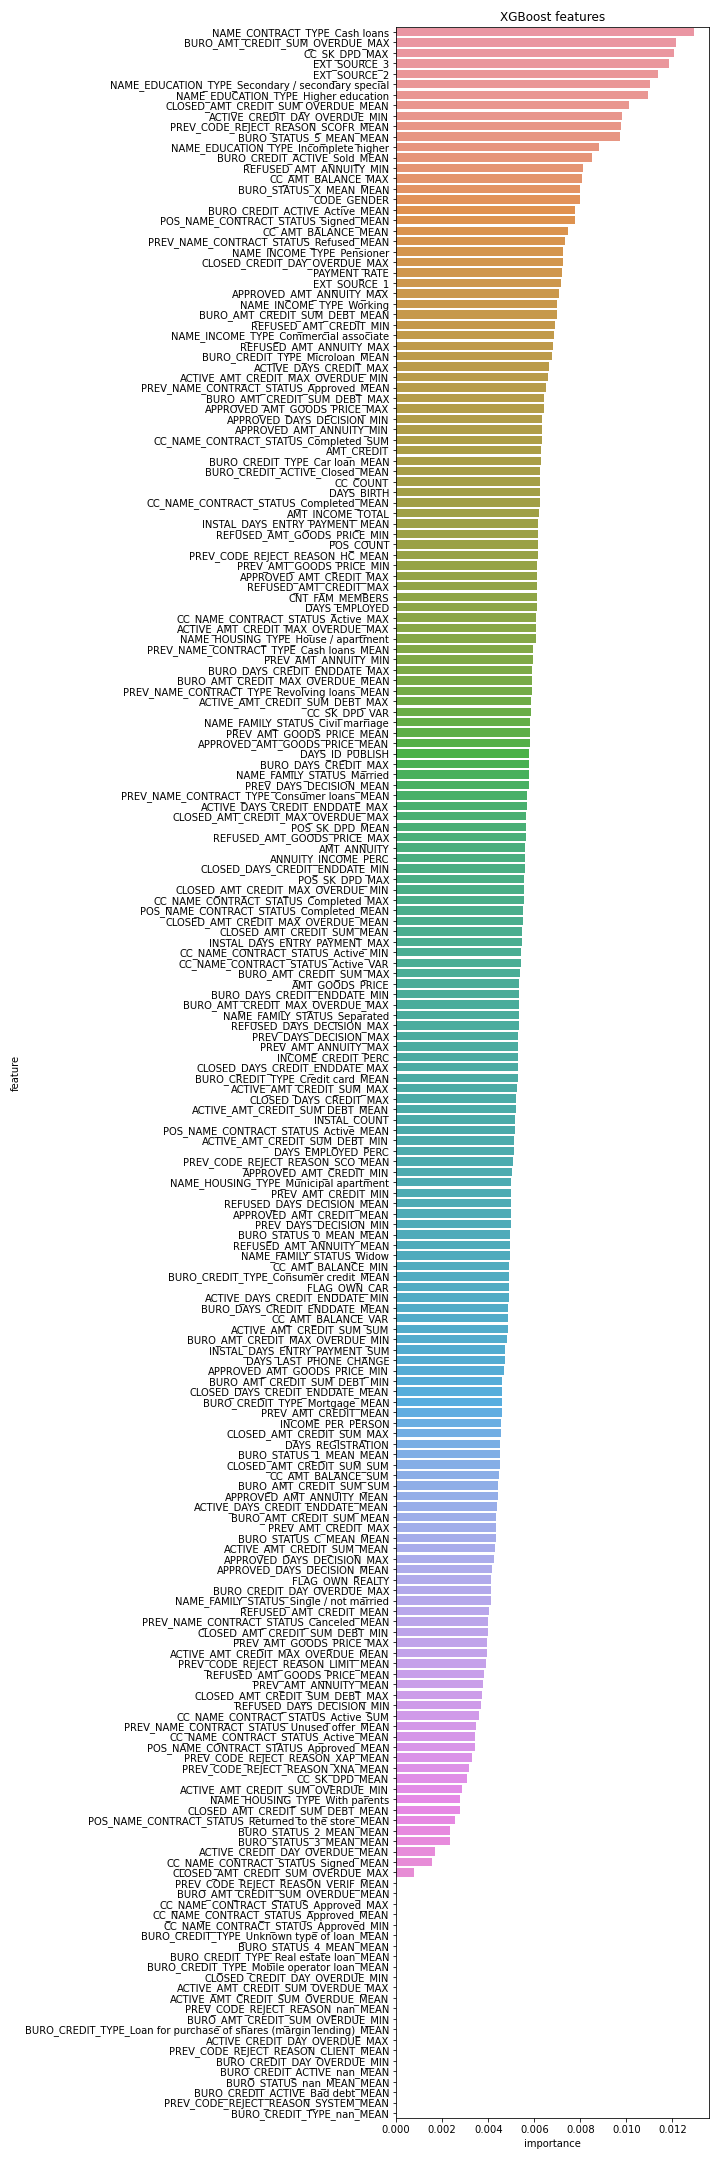 XGBoost features
NAME_CONTRACT_TYPE_Cash loans
BURO_AMT_CREDIT_SUM_OVERDUE_MAX
CC_SK_DPD_MAX
EXT_SOURCE_3
EXT_SOURCE_2
NAME_EDUCATION_TYPE_Secondary / secondary special
NAME_EDUCATION_TYPE_Higher education
CLOSED_AMT_CREDIT_SUM_OVERDUE_MEAN
ACTIVE_CREDIT_DAY_OVERDUE_MIN
PREV_CODE_REJECT_REASON_SCOFR_MEAN
BURO_STATUS_5_MEAN_MEAN
NAME_EDUCATION_TYPE_Incomplete higher
BURO_CREDIT_ACTIVE_Sold_MEAN
REFUSED_AMT_ANNUITY_MIN
CC_AMT_BALANCE_MAX
BURO_STATUS_X_MEAN_MEAN
CODE_GENDER
BURO_CREDIT_ACTIVE_Active_MEAN
POS_NAME_CONTRACT_STATUS_Signed_MEAN
CC_AMT_BALANCE_MEAN
PREV_NAME_CONTRACT_STATUS_Refused_MEAN
NAME_INCOME_TYPE_Pensioner
CLOSED_CREDIT_DAY_OVERDUE_MAX
PAYMENT_RATE
EXT_SOURCE_1
APPROVED_AMT_ANNUITY_MAX
NAME_INCOME_TYPE_Working
BURO_AMT_CREDIT_SUM_DEBT_MEAN
REFUSED_AMT_CREDIT_MIN
NAME_INCOME_TYPE_Commercial associate
REFUSED_AMT_ANNUITY_MAX
BURO_CREDIT_TYPE_Microloan_MEAN
ACTIVE_DAYS_CREDIT_MAX
ACTIVE_AMT_CREDIT_MAX_OVERDUE_MIN
PREV_NAME_CONTRACT_STATUS_Approved_MEAN
BURO_AMT_CREDIT_SUM_DEBT_MAX
APPROVED_AMT_GOODS_PRICE_MAX
APPROVED_DAYS_DECISION_MIN
APPROVED_AMT_ANNUITY_MIN
CC_NAME_CONTRACT_STATUS_Completed_SUM
AMT_CREDIT
BURO_CREDIT_TYPE_Car loan_MEAN
BURO_CREDIT_ACTIVE_Closed_MEAN
CC_COUNT
DAYS_BIRTH
CC_NAME_CONTRACT_STATUS_Completed_MEAN
AMT_INCOME_TOTAL
INSTAL_DAYS_ENTRY_PAYMENT_MEAN
REFUSED_AMT_GOODS_PRICE_MIN
POS_COUNT
PREV_CODE_REJECT_REASON_HC_MEAN
PREV_AMT_GOODS_PRICE_MIN
APPROVED_AMT_CREDIT_MAX
REFUSED_AMT_CREDIT_MAX
CNT_FAM_MEMBERS
DAYS_EMPLOYED
CC_NAME_CONTRACT_STATUS_Active_MAX
ACTIVE_AMT_CREDIT_MAX_OVERDUE_MAX
NAME_HOUSING_TYPE_House / apartment
PREV_NAME_CONTRACT_TYPE_Cash loans_MEAN
PREV_AMT_ANNUITY_MIN
BURO_DAYS_CREDIT_ENDDATE_MAX
BURO_AMT_CREDIT_MAX_OVERDUE_MEAN
PREV_NAME_CONTRACT_TYPE_Revolving loans_MEAN
ACTIVE_AMT_CREDIT_SUM_DEBT_MAX
CC_SK_DPD_VAR
NAME_FAMILY_STATUS_Civil marriage
PREV_AMT_GOODS_PRICE_MEAN
APPROVED_AMT_GOODS_PRICE_MEAN
DAYS_ID_PUBLISH
BURO_DAYS_CREDIT_MAX
NAME_FAMILY_STATUS_Married
PREV_DAYS_DECISION_MEAN
PREV_NAME_CONTRACT_TYPE_Consumer loans_MEAN
ACTIVE_DAYS_CREDIT_ENDDATE_MAX
CLOSED_AMT_CREDIT_MAX_OVERDUE_MAX
POS_SK_DPD_MEAN
REFUSED_AMT_GOODS_PRICE_MAX
AMT_ANNUITY
ANNUITY_INCOME_PERC
CLOSED_DAYS_CREDIT_ENDDATE_MIN
POS_SK_DPD_MAX
CLOSED_AMT_CREDIT_MAX_OVERDUE_MIN
CC_NAME_CONTRACT_STATUS_Completed_MAX
POS_NAME_CONTRACT_STATUS_Completed_MEAN
CLOSED_AMT_CREDIT_MAX_OVERDUE_MEAN
CLOSED_AMT_CREDIT_SUM_MEAN
INSTAL_DAYS_ENTRY_PAYMENT_MAX
CC_NAME_CONTRACT_STATUS_Active_MIN
CC_NAME_CONTRACT_STATUS_Active_VAR
BURO_AMT_CREDIT_SUM_MAX
AMT_GOODS_PRICE
BURO_DAYS_CREDIT_ENDDATE_MIN
BURO_AMT_CREDIT_MAX_OVERDUE_MAX
NAME_FAMILY_STATUS_Separated
REFUSED_DAYS_DECISION_MAX
PREV_DAYS_DECISION_MAX
PREV_AMT_ANNUITY_MAX
INCOME_CREDIT_PERC
CLOSED_DAYS_CREDIT_ENDDATE_MAX
BURO_CREDIT_TYPE_Credit card_MEAN
ACTIVE_AMT_CREDIT_SUM_MAX
CLOSED_DAYS_CREDIT_MAX
ACTIVE_AMT_CREDIT_SUM_DEBT_MEAN
INSTAL_COUNT
POS_NAME_CONTRACT_STATUS_Active_MEAN
ACTIVE_AMT_CREDIT_SUM_DEBT_MIN
DAYS_EMPLOYED_PERC
PREV_CODE_REJECT_REASON_SCO_MEAN
APPROVED_AMT_CREDIT_MIN
NAME_HOUSING_TYPE_Municipal apartment
PREV_AMT_CREDIT_MIN
REFUSED_DAYS_DECISION_MEAN
APPROVED_AMT_CREDIT_MEAN
PREV_DAYS_DECISION_MIN
BURO_STATUS_0_MEAN_MEAN
REFUSED_AMT_ANNUITY_MEAN
NAME_FAMILY_STATUS_Widow
CC_AMT_BALANCE_MIN
BURO_CREDIT_TYPE_Consumer credit_MEAN
FLAG_OWN_CAR
ACTIVE_DAYS_CREDIT_ENDDATE_MIN
BURO_DAYS_CREDIT_ENDDATE_MEAN
CC_AMT_BALANCE_VAR
ACTIVE_AMT_CREDIT_SUM_SUM
BURO_AMT_CREDIT_MAX_OVERDUE_MIN
INSTAL_DAYS_ENTRY_PAYMENT_SUM
DAYS_LAST_PHONE_CHANGE
APPROVED_AMT_GOODS_PRICE_MIN
BURO_AMT_CREDIT_SUM_DEBT_MIN
CLOSED_DAYS_CREDIT_ENDDATE_MEAN
BURO_CREDIT_TYPE_Mortgage_MEAN
PREV_AMT_CREDIT_MEAN
INCOME_PER_PERSON
CLOSED_AMT_CREDIT_SUM_MAX
DAYS_REGISTRATION
BURO_STATUS_1_MEAN_MEAN
CLOSED_AMT_CREDIT_SUM_SUM
CC_AMT_BALANCE_SUM
BURO_AMT_CREDIT_SUM_SUM
APPROVED_AMT_ANNUITY_MEAN
ACTIVE_DAYS_CREDIT_ENDDATE_MEAN
BURO_AMT_CREDIT_SUM_MEAN
PREV_AMT_CREDIT_MAX
BURO_STATUS_C_MEAN_MEAN
ACTIVE_AMT_CREDIT_SUM_MEAN
APPROVED_DAYS_DECISION_MAX
APPROVED_DAYS_DECISION_MEAN
FLAG_OWN_REALTY
BURO_CREDIT_DAY_OVERDUE_MAX
NAME_FAMILY_STATUS_Single / not married
REFUSED_AMT_CREDIT_MEAN
PREV_NAME_CONTRACT_STATUS_Canceled_MEAN
CLOSED_AMT_CREDIT_SUM_DEBT_MIN
PREV_AMT_GOODS_PRICE_MAX
ACTIVE_AMT_CREDIT_MAX_OVERDUE_MEAN
PREV_CODE_REJECT_REASON_LIMIT_MEAN
REFUSED_AMT_GOODS_PRICE_MEAN
PREV_AMT_ANNUITY_MEAN
CLOSED_AMT_CREDIT_SUM_DEBT_MAX
REFUSED_DAYS_DECISION_MIN
CC_NAME_CONTRACT_STATUS_Active_SUM
PREV_NAME_CONTRACT_STATUS_Unused offer_MEAN
CC_NAME_CONTRACT_STATUS_Active_MEAN
POS_NAME_CONTRACT_STATUS_Approved_MEAN
PREV_CODE_REJECT_REASON_XAP_MEAN
PREV_CODE_REJECT_REASON_XNA_MEAN
CC_SK_DPD_MEAN
ACTIVE_AMT_CREDIT_SUM_OVERDUE_MIN
NAME_HOUSING_TYPE_With parents
CLOSED_AMT_CREDIT_SUM_DEBT_MEAN
POS_NAME_CONTRACT_STATUS_Returned to the store_MEAN
BURO_STATUS_2_MEAN_MEAN
BURO_STATUS_3_MEAN_MEAN
ACTIVE_CREDIT_DAY_OVERDUE_MEAN
CC_NAME_CONTRACT_STATUS_Signed_MEAN
CLOSED_AMT_CREDIT_SUM_OVERDUE_MAX
PREV_CODE_REJECT_REASON_VERIF_MEAN
BURO_AMT_CREDIT_SUM_OVERDUE_MEAN
CC_NAME_CONTRACT_STATUS_Approved_MAX
CC_NAME_CONTRACT_STATUS_Approved_MEAN
CC_NAME_CONTRACT_STATUS_Approved_MIN
BURO_CREDIT_TYPE_Unknown type of loan_MEAN
BURO_STATUS_4_MEAN_MEAN
BURO_CREDIT_TYPE_Real estate loan_MEAN
BURO_CREDIT_TYPE_Mobile operator loan_MEAN
CLOSED_CREDIT_DAY_OVERDUE_MIN
ACTIVE_AMT_CREDIT_SUM_OVERDUE_MAX
ACTIVE_AMT_CREDIT_SUM_OVERDUE_MEAN
PREV_CODE_REJECT_REASON_nan_MEAN
BURO_AMT_CREDIT_SUM_OVERDUE_MIN
BURO_CREDIT_TYPE_Loan for purchase of shares (margin lending)_MEAN
ACTIVE_CREDIT_DAY_OVERDUE_MAX
PREV_CODE_REJECT_REASON_CLIENT_MEAN
BURO_CREDIT_DAY_OVERDUE_MIN
BURO_CREDIT_ACTIVE_nan_MEAN
BURO_STATUS_nan_MEAN_MEAN
BURO_CREDIT_ACTIVE_Bad debt_MEAN
PREV_CODE_REJECT_REASON_SYSTEM_MEAN
BURO_CREDIT_TYPE_nan_MEAN
feature
0.000 0.002 0.004 0.006 0.008 0.010 0.012
importance